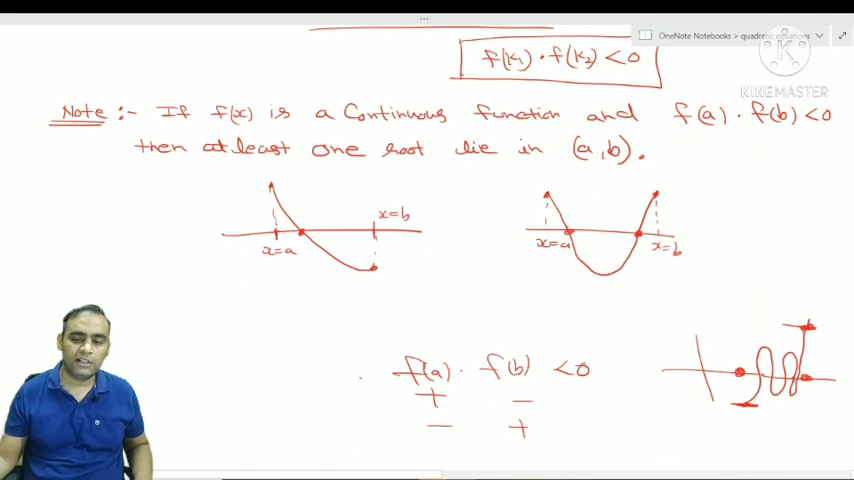 OneNote Notebooks > quadratic equations
f(K₁) · f(K₂) < 0
KINEMASTER
Note :- If f(x) is a Continuous function and f(a) · f(b) < 0
then atleast one root lie in (a, b).
x=b
x=a
x=a
x=b
b
f(a) · f(b) < 0
+ −
− +